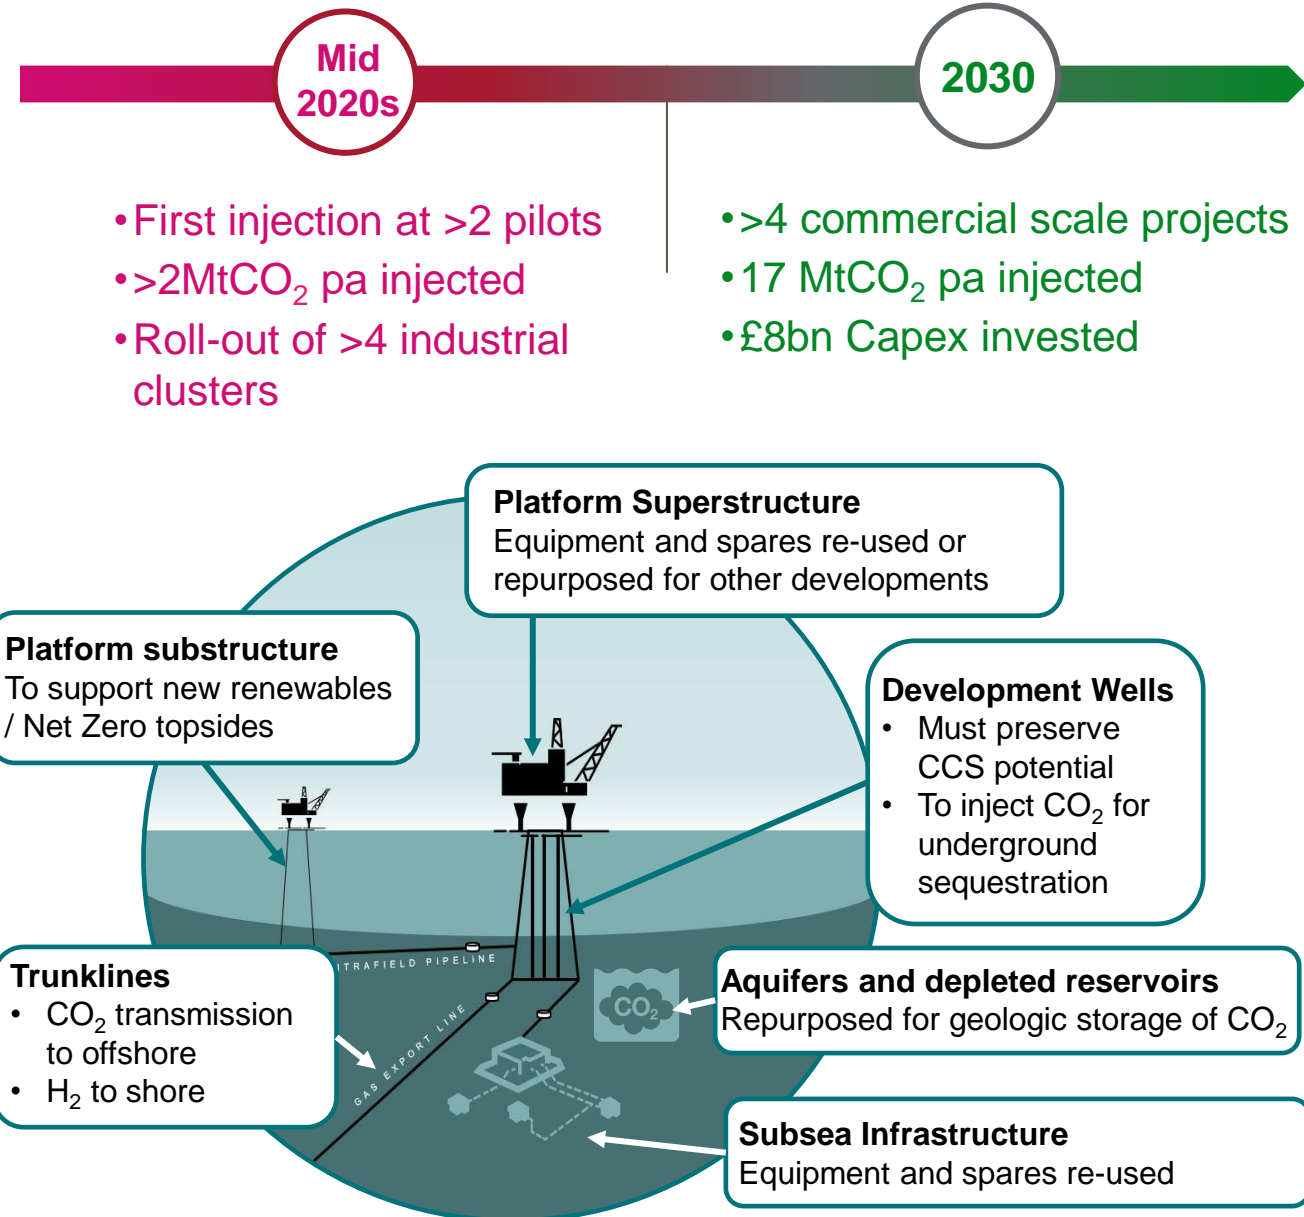 Mid
2020s
2030
•First injection at >2 pilots
•>2MtCO₂ pa injected
•Roll-out of >4 industrial
clusters
•>4 commercial scale projects
•17 MtCO₂ pa injected
•£8bn Capex invested
Platform Superstructure
Equipment and spares re-used or
repurposed for other developments
Platform substructure
To support new renewables
/ Net Zero topsides
Development Wells
• Must preserve
CCS potential
• To inject CO₂ for
underground
sequestration
Trunklines
• CO₂ transmission
to offshore
• H₂ to shore
ITRAFIELD PIPELINE
GAS EXPORT LINE
CO₂
Aquifers and depleted reservoirs
Repurposed for geologic storage of CO₂
Subsea Infrastructure
Equipment and spares re-used